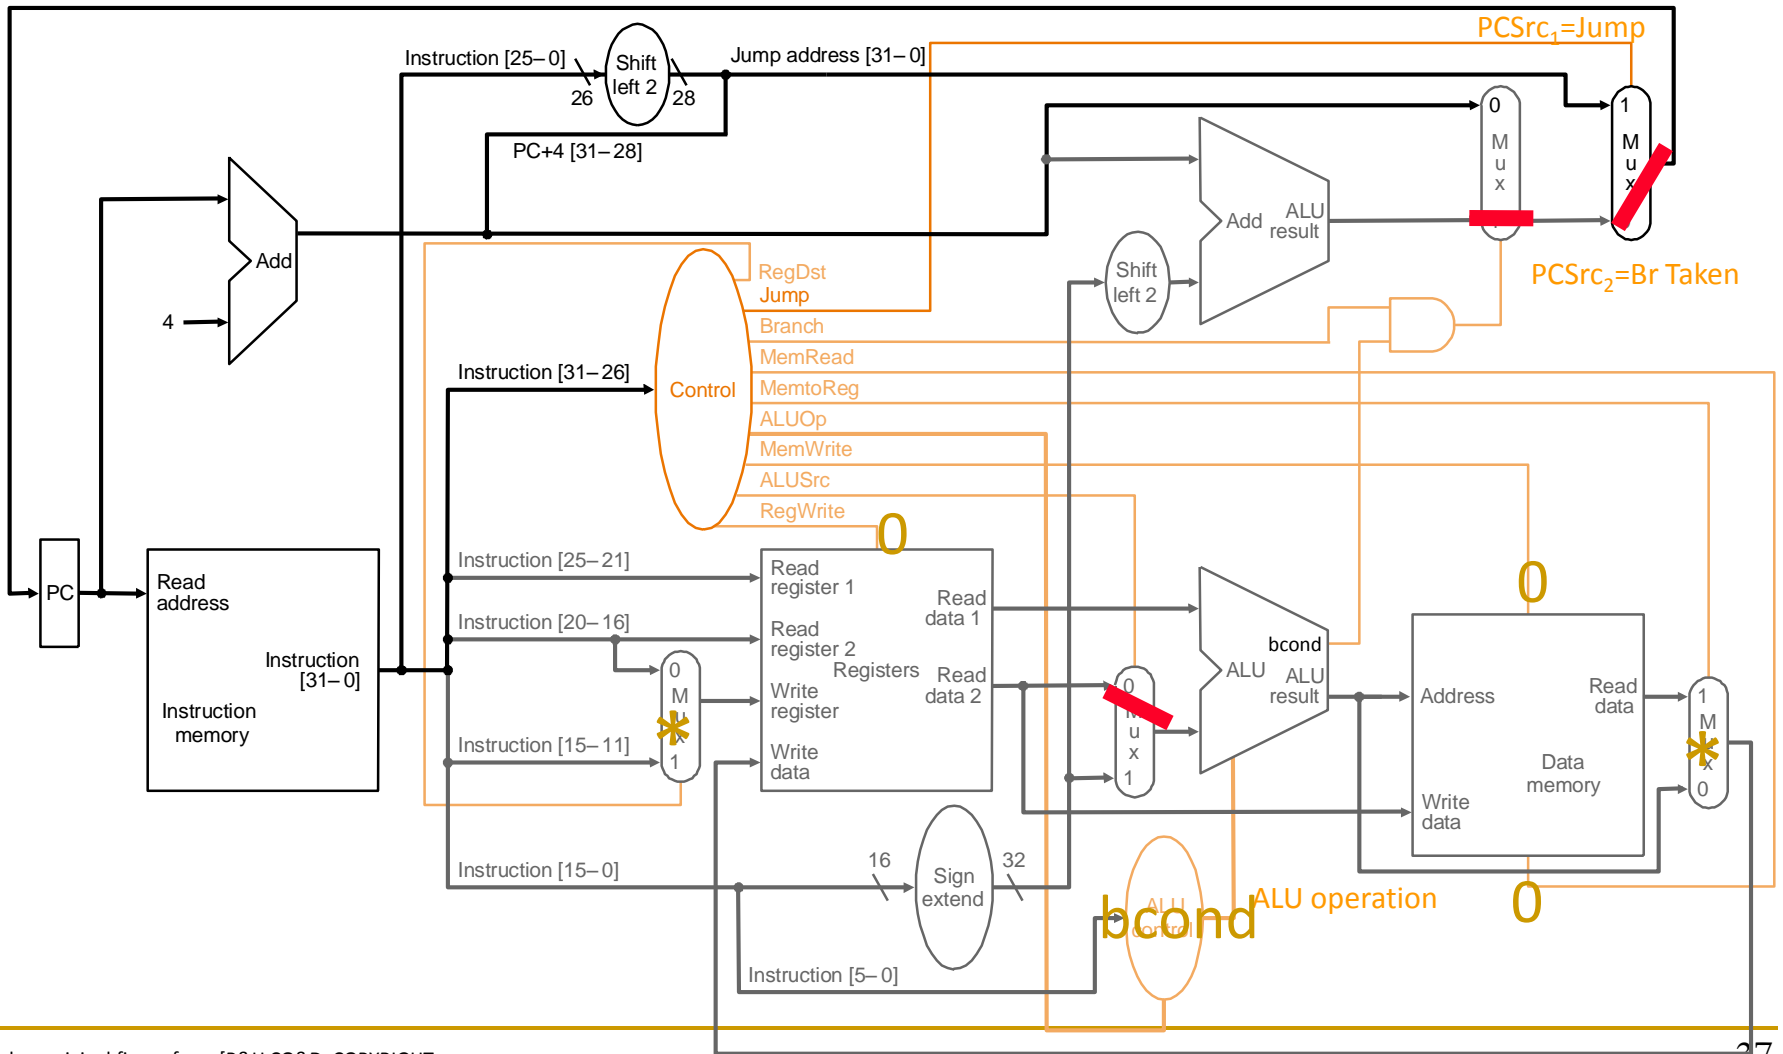 PCSrc1=Jump
Instruction [25–0]
Shift
left 2
Jump address [31–0]
26
28
0
1
M
u
x
M
u
x
PC+4 [31–28]
Add
ALU
result
Add
Shift
left 2
PCSrc2=Br Taken
4
RegDst
Jump
Branch
MemRead
MemtoReg
ALUOp
MemWrite
ALUSrc
RegWrite
Control
Instruction [31–26]
0
PC
Read
address
Instruction
[31–0]
Instruction
memory
Instruction [25–21]
Instruction [20–16]
Instruction [15–11]
0
M
x
*
1
Read
register 1
Read
register 2
Registers
Write
register
Write
data
Read
data 1
Read
data 2
0
M
u
x
1
bcond
ALU
ALU
result
0
Address
Read
data
Data
memory
Write
data
0
1
M
x
*
0
Instruction [15–0]
16
Sign
extend
32
ALU
control
bcond
ALU operation
Instruction [5–0]